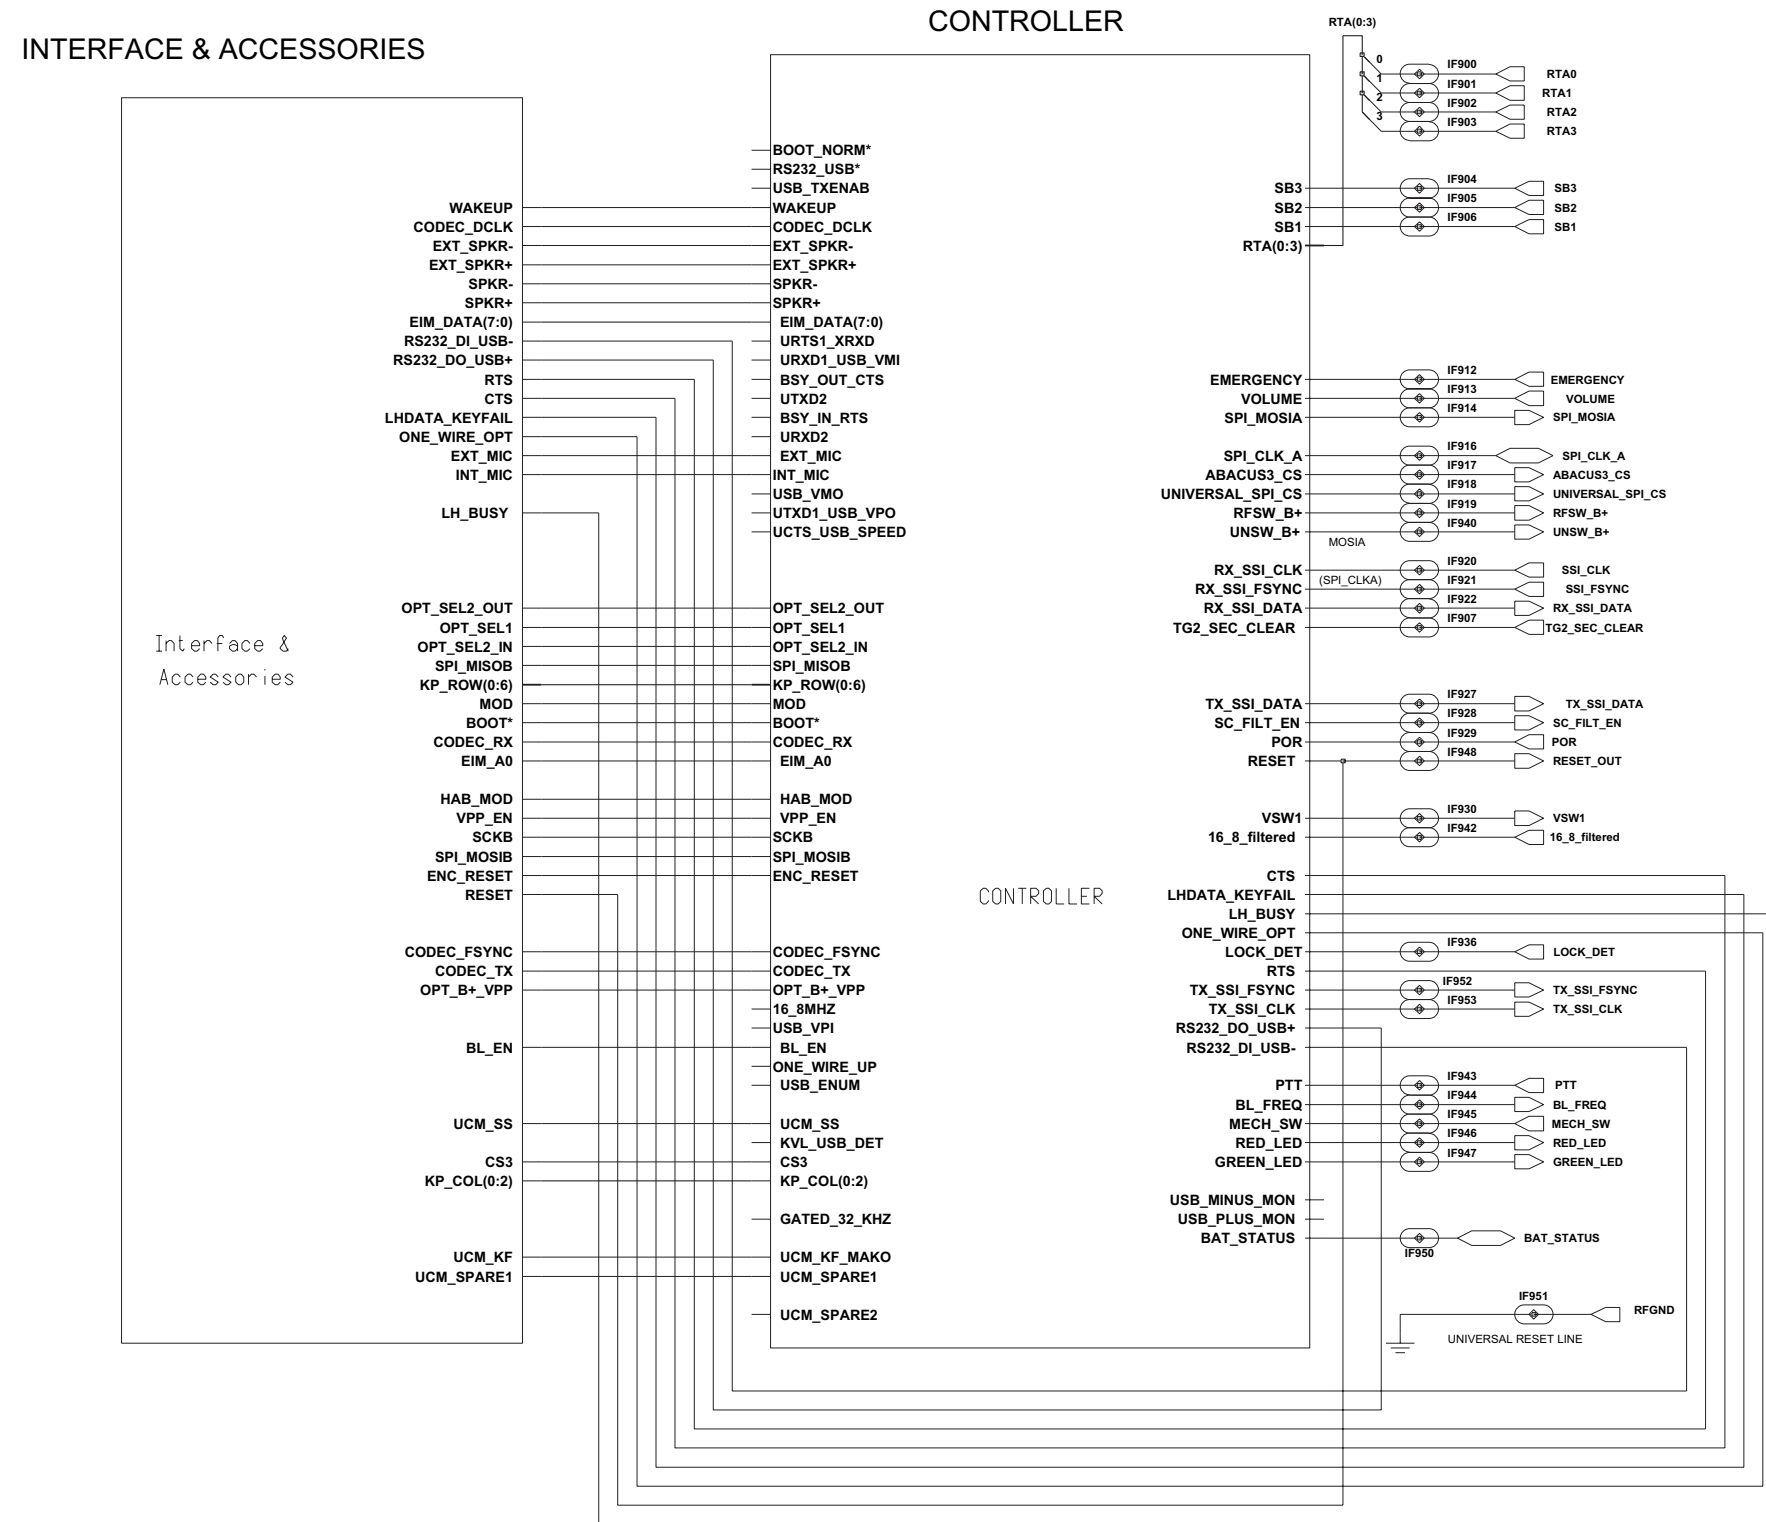 CONTROLLER
INTERFACE & ACCESSORIES
RTA(0:3)
0 IF900 RTA0
1 IF901 RTA1
2 IF902 RTA2
3 IF903 RTA3
BOOT_NORM*
RS232_USB*
USB_TXENAB SB3 IF904 SB3
WAKEUP WAKEUP SB2 IF905 SB2
CODEC_DCLK CODEC_DCLK SB1 IF906 SB1
EXT_SPKR- EXT_SPKR- RTA(0:3)
EXT_SPKR+ EXT_SPKR+
SPKR- SPKR-
SPKR+ SPKR+
EIM_DATA(7:0) EIM_DATA(7:0)
RS232_DI_USB- URTS1_XRXD
RS232_DO_USB+ URXD1_USB_VMI
RTS BSY_OUT_CTS EMERGENCY IF912 EMERGENCY
CTS UTXD2 VOLUME IF913 VOLUME
LHDATA_KEYFAIL BSY_IN_RTS SPI_MOSIA IF914 SPI_MOSIA
ONE_WIRE_OPT URXD2
EXT_MIC EXT_MIC SPI_CLK_A IF916 SPI_CLK_A
INT_MIC INT_MIC ABACUS3_CS IF917 ABACUS3_CS
USB_VMO UNIVERSAL_SPI_CS IF918 UNIVERSAL_SPI_CS
LH_BUSY UTXD1_USB_VPO RFSW_B+ IF919 RFSW_B+
UCTS_USB_SPEED UNSW_B+ IF940 UNSW_B+
MOSIA
RX_SSI_CLK IF920 SSI_CLK
RX_SSI_FSYNC (SPI_CLKA) IF921 SSI_FSYNC
OPT_SEL2_OUT OPT_SEL2_OUT RX_SSI_DATA IF922 RX_SSI_DATA
OPT_SEL1 OPT_SEL1 TG2_SEC_CLEAR IF907 TG2_SEC_CLEAR
Interface &
OPT_SEL2_IN OPT_SEL2_IN
SPI_MISOB SPI_MISOB
Accessories
KP_ROW(0:6) KP_ROW(0:6)
MOD MOD TX_SSI_DATA IF927 TX_SSI_DATA
BOOT* BOOT* SC_FILT_EN IF928 SC_FILT_EN
CODEC_RX CODEC_RX POR IF929 POR
EIM_A0 EIM_A0 RESET IF948 RESET_OUT
HAB_MOD HAB_MOD
VPP_EN VPP_EN VSW1 IF930 VSW1
SCKB SCKB 16_8_filtered IF942 16_8_filtered
SPI_MOSIB SPI_MOSIB
ENC_RESET ENC_RESET CTS
RESET CONTROLLER LHDATA_KEYFAIL
LH_BUSY
ONE_WIRE_OPT
CODEC_FSYNC CODEC_FSYNC LOCK_DET IF936 LOCK_DET
CODEC_TX CODEC_TX RTS
OPT_B+_VPP OPT_B+_VPP TX_SSI_FSYNC IF952 TX_SSI_FSYNC
16_8MHZ TX_SSI_CLK IF953 TX_SSI_CLK
USB_VPI RS232_DO_USB+
BL_EN BL_EN RS232_DI_USB-
ONE_WIRE_UP
USB_ENUM PTT IF943 PTT
BL_FREQ IF944 BL_FREQ
UCM_SS UCM_SS MECH_SW IF945 MECH_SW
KVL_USB_DET RED_LED IF946 RED_LED
CS3 CS3 GREEN_LED IF947 GREEN_LED
KP_COL(0:2) KP_COL(0:2)
USB_MINUS_MON
GATED_32_KHZ USB_PLUS_MON
BAT_STATUS IF950 BAT_STATUS
UCM_KF UCM_KF_MAKO
UCM_SPARE1 UCM_SPARE1
UCM_SPARE2 IF951 RFGND
UNIVERSAL RESET LINE